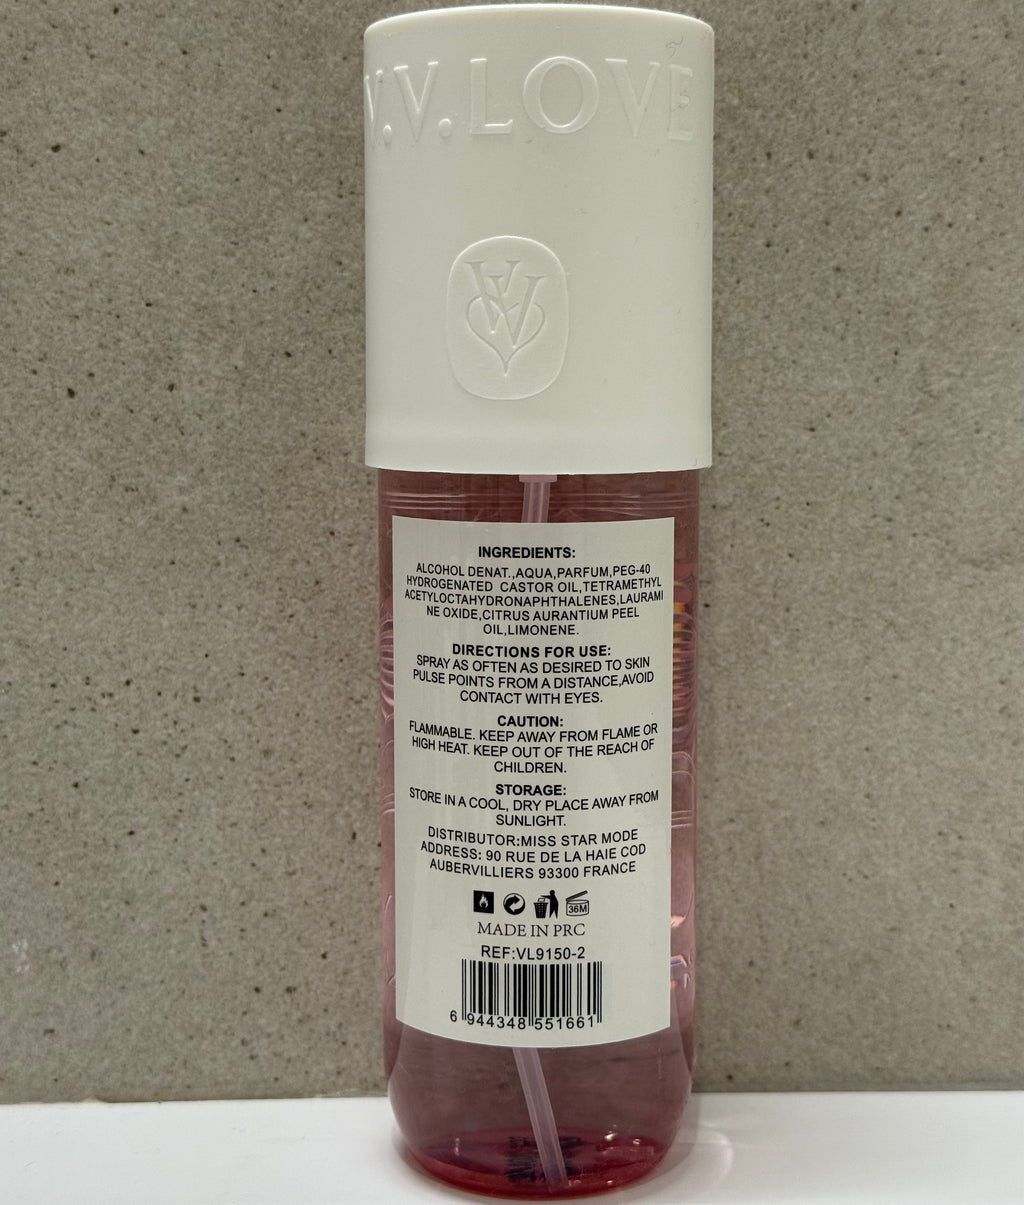 V.V.LOVE
VV
INGREDIENTS:
ALCOHOL DENAT.,AQUA,PARFUM,PEG-40
HYDROGENATED CASTOR OIL,TETRAMETHYL
ACETYLOCTAHYDRONAPHTHALENES,LAURAMI
NE OXIDE,CITRUS AURANTIUM PEEL
OIL,LIMONENE.
DIRECTIONS FOR USE:
SPRAY AS OFTEN AS DESIRED TO SKIN
PULSE POINTS FROM A DISTANCE,AVOID
CONTACT WITH EYES.
CAUTION:
FLAMMABLE. KEEP AWAY FROM FLAME OR
HIGH HEAT. KEEP OUT OF THE REACH OF
CHILDREN.
STORAGE:
STORE IN A COOL, DRY PLACE AWAY FROM
SUNLIGHT.
DISTRIBUTOR:MISS STAR MODE
ADDRESS: 90 RUE DE LA HAIE COD
AUBERVILLIERS 93300 FRANCE
36M
MADE IN PRC
REF:VL9150-2
6 944348 551661